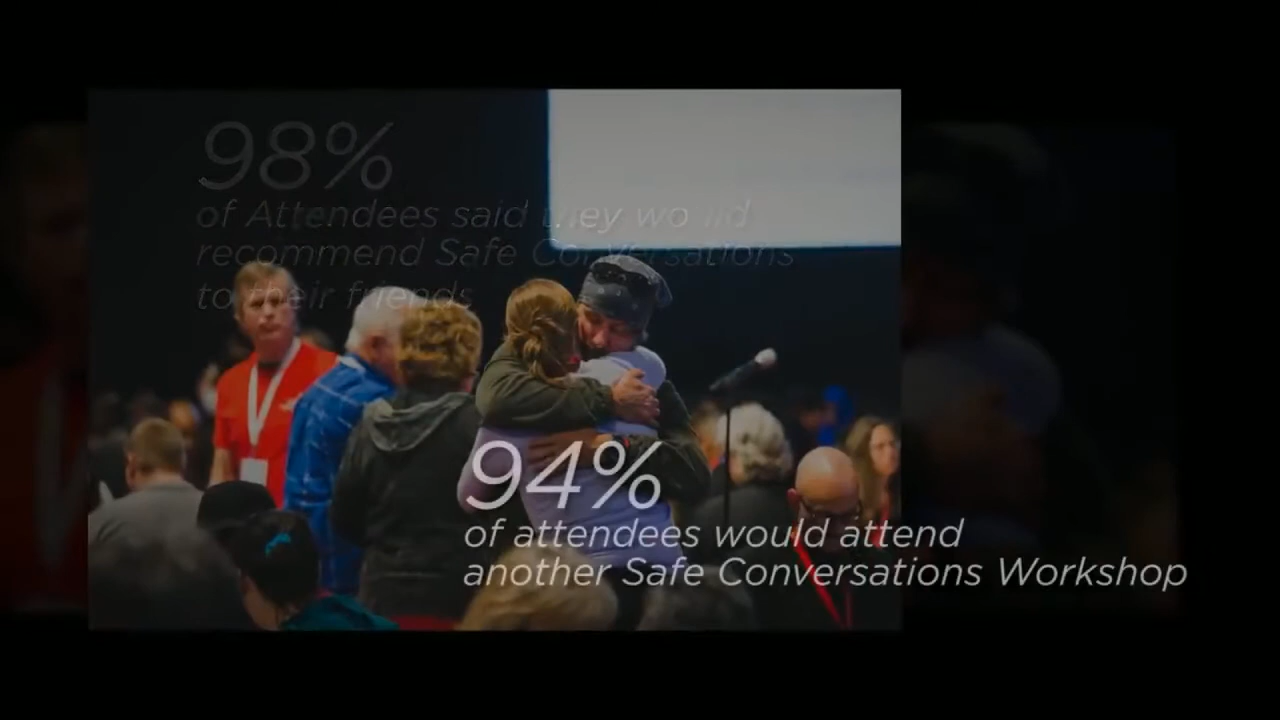 98%
of Attendees said they would
recommend Safe Conversations
to their friends
94%
of attendees would attend
another Safe Conversations Workshop